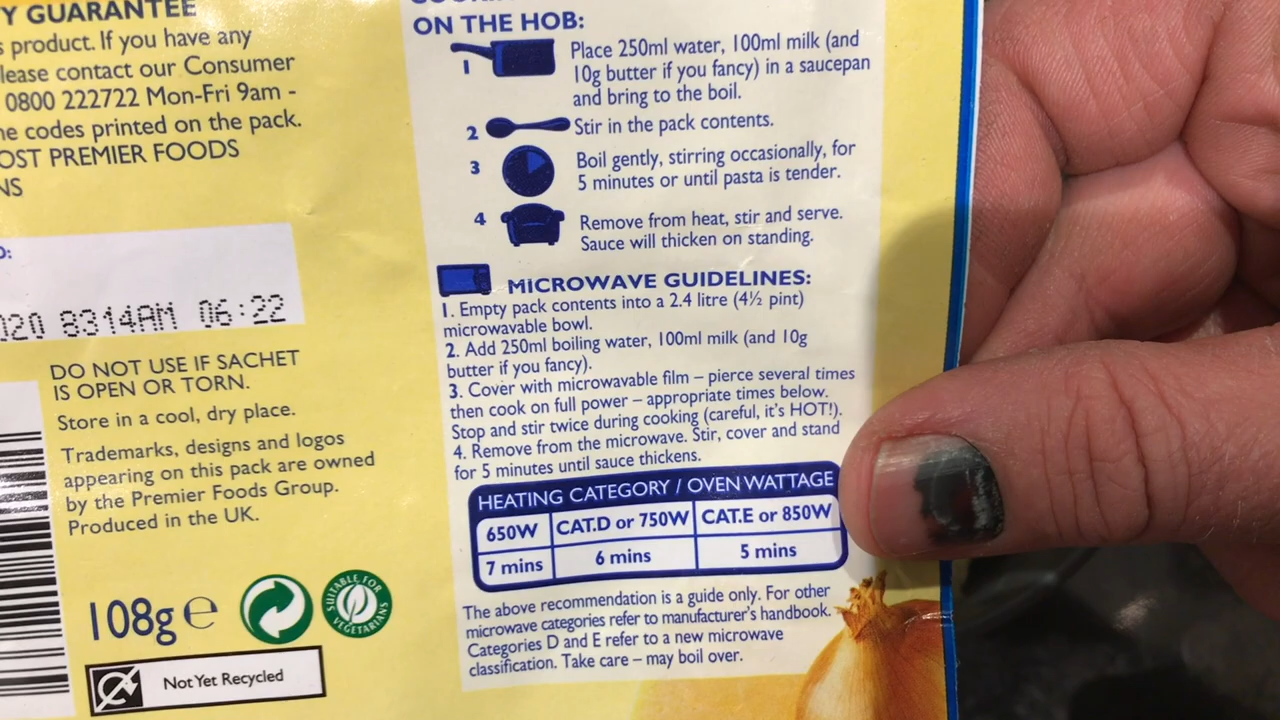 Y GUARANTEE
s product. If you have any
lease contact our Consumer
0800 222722 Mon-Fri 9am -
he codes printed on the pack.
OST PREMIER FOODS
NS
D:
020 8314AM 06:22
DO NOT USE IF SACHET
IS OPEN OR TORN.
Store in a cool, dry place.
Trademarks, designs and logos
appearing on this pack are owned
by the Premier Foods Group.
Produced in the UK.
108g e
SUITABLE FOR VEGETARIANS
Not Yet Recycled
ON THE HOB:
1
Place 250ml water, 100ml milk (and
10g butter if you fancy) in a saucepan
and bring to the boil.
2 Stir in the pack contents.
3
Boil gently, stirring occasionally, for
5 minutes or until pasta is tender.
4
Remove from heat, stir and serve.
Sauce will thicken on standing.
MICROWAVE GUIDELINES:
1. Empty pack contents into a 2.4 litre (4½ pint)
microwavable bowl.
2. Add 250ml boiling water, 100ml milk (and 10g
butter if you fancy).
3. Cover with microwavable film – pierce several times
then cook on full power – appropriate times below.
Stop and stir twice during cooking (careful, it's HOT!).
4. Remove from the microwave. Stir, cover and stand
for 5 minutes until sauce thickens.
HEATING CATEGORY / OVEN WATTAGE
650W CAT.D or 750W CAT.E or 850W
7 mins 6 mins 5 mins
The above recommendation is a guide only. For other
microwave categories refer to manufacturer's handbook.
Categories D and E refer to a new microwave
classification. Take care – may boil over.